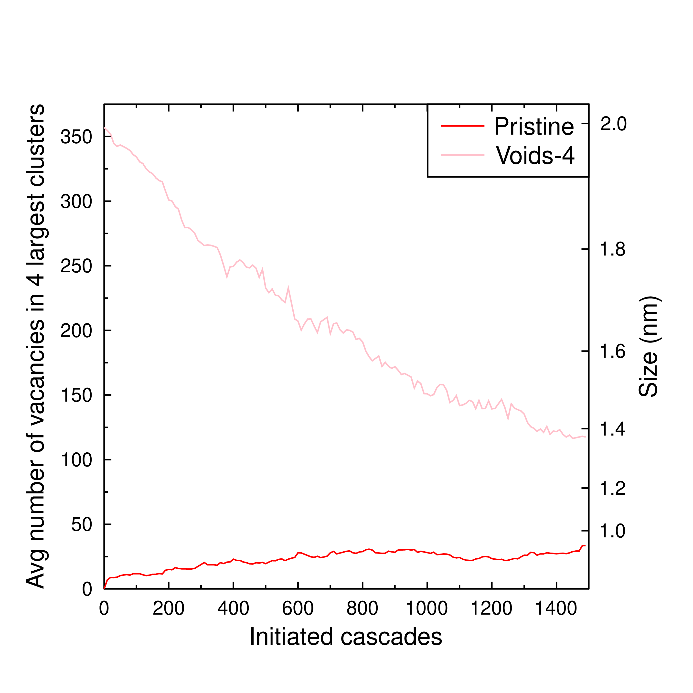 Pristine
Voids-4
Avg number of vacancies in 4 largest clusters
350
300
250
200
150
100
50
0
2.0
1.8
1.6
1.4
1.2
1.0
Size (nm)
0 200 400 600 800 1000 1200 1400
Initiated cascades